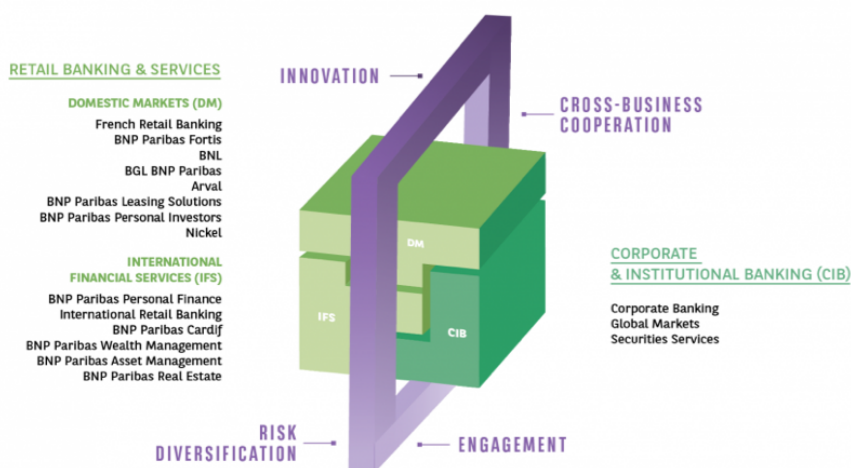 RETAIL BANKING & SERVICES
DOMESTIC MARKETS (DM)
French Retail Banking
BNP Paribas Fortis
BNL
BGL BNP Paribas
Arval
BNP Paribas Leasing Solutions
BNP Paribas Personal Investors
Nickel
INTERNATIONAL
FINANCIAL SERVICES (IFS)
BNP Paribas Personal Finance
International Retail Banking
BNP Paribas Cardif
BNP Paribas Wealth Management
BNP Paribas Asset Management
BNP Paribas Real Estate
INNOVATION
CROSS-BUSINESS
COOPERATION
DM
IFS
CIB
RISK
DIVERSIFICATION
ENGAGEMENT
CORPORATE
& INSTITUTIONAL BANKING (CIB)
Corporate Banking
Global Markets
Securities Services